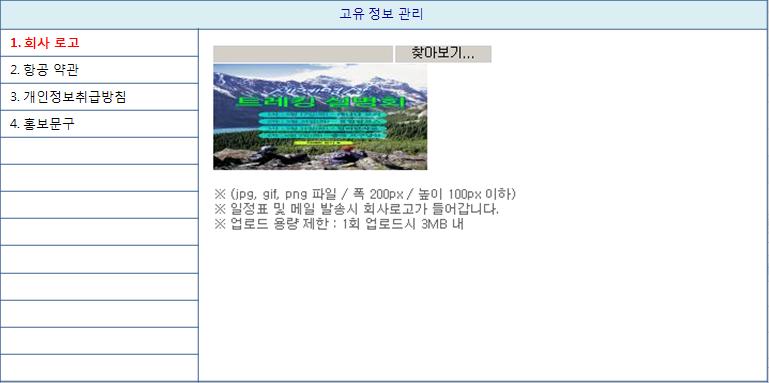 고유 정보 관리
1. 회사 로고
2. 항공 약관
3. 개인정보취급방침
4. 홍보문구
찾아보기...
트레킹 설명회
※ (jpg, gif, png 파일 / 폭 200px / 높이 100px 이하)
※ 일정표 및 메일 발송시 회사로고가 들어갑니다.
※ 업로드 용량 제한 : 1회 업로드시 3MB 내